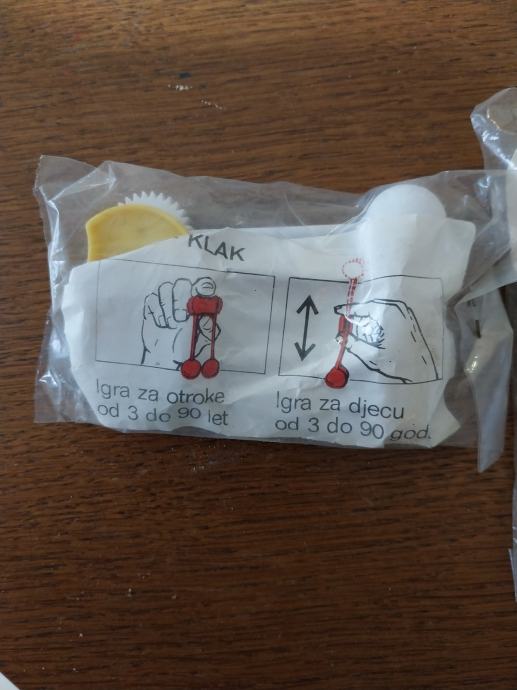 KLAK
Igra za otroke
od 3 do 90 let
Igra za djecu
od 3 do 90 god.